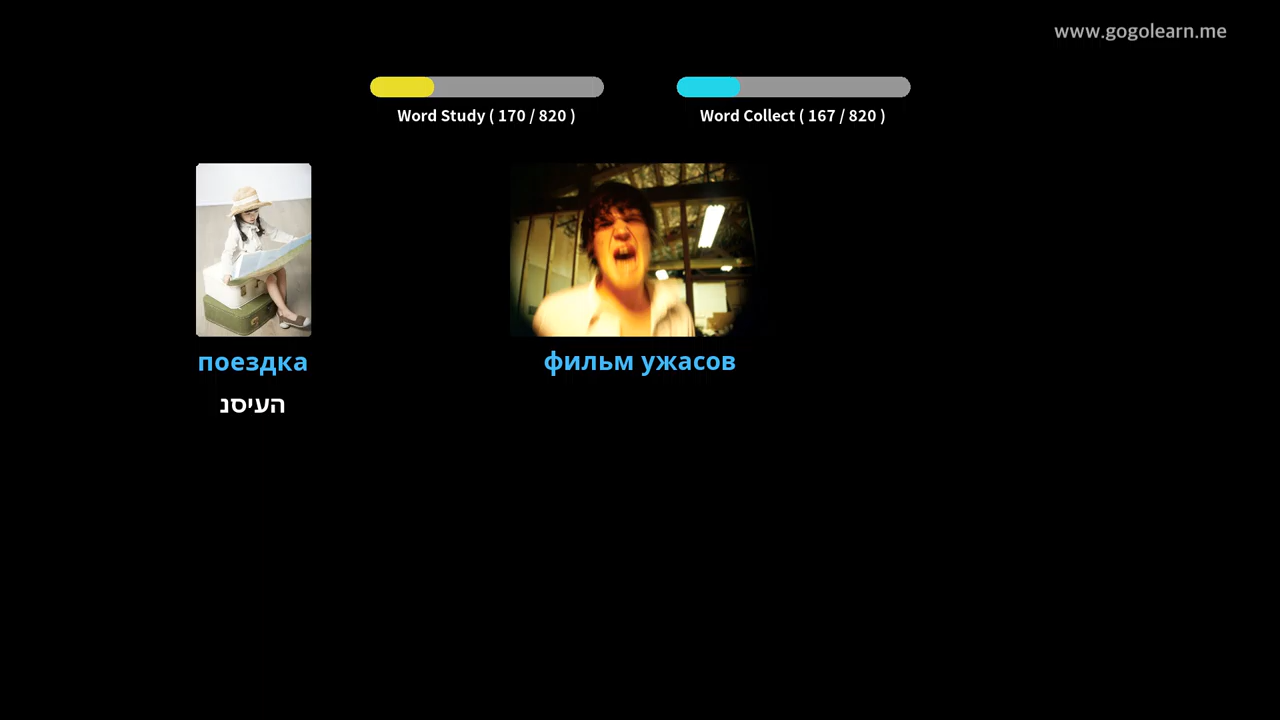 www.gogolearn.me
Word Study ( 170 / 820 )
Word Collect ( 167 / 820 )
поездка
фильм ужасов
העיסנ